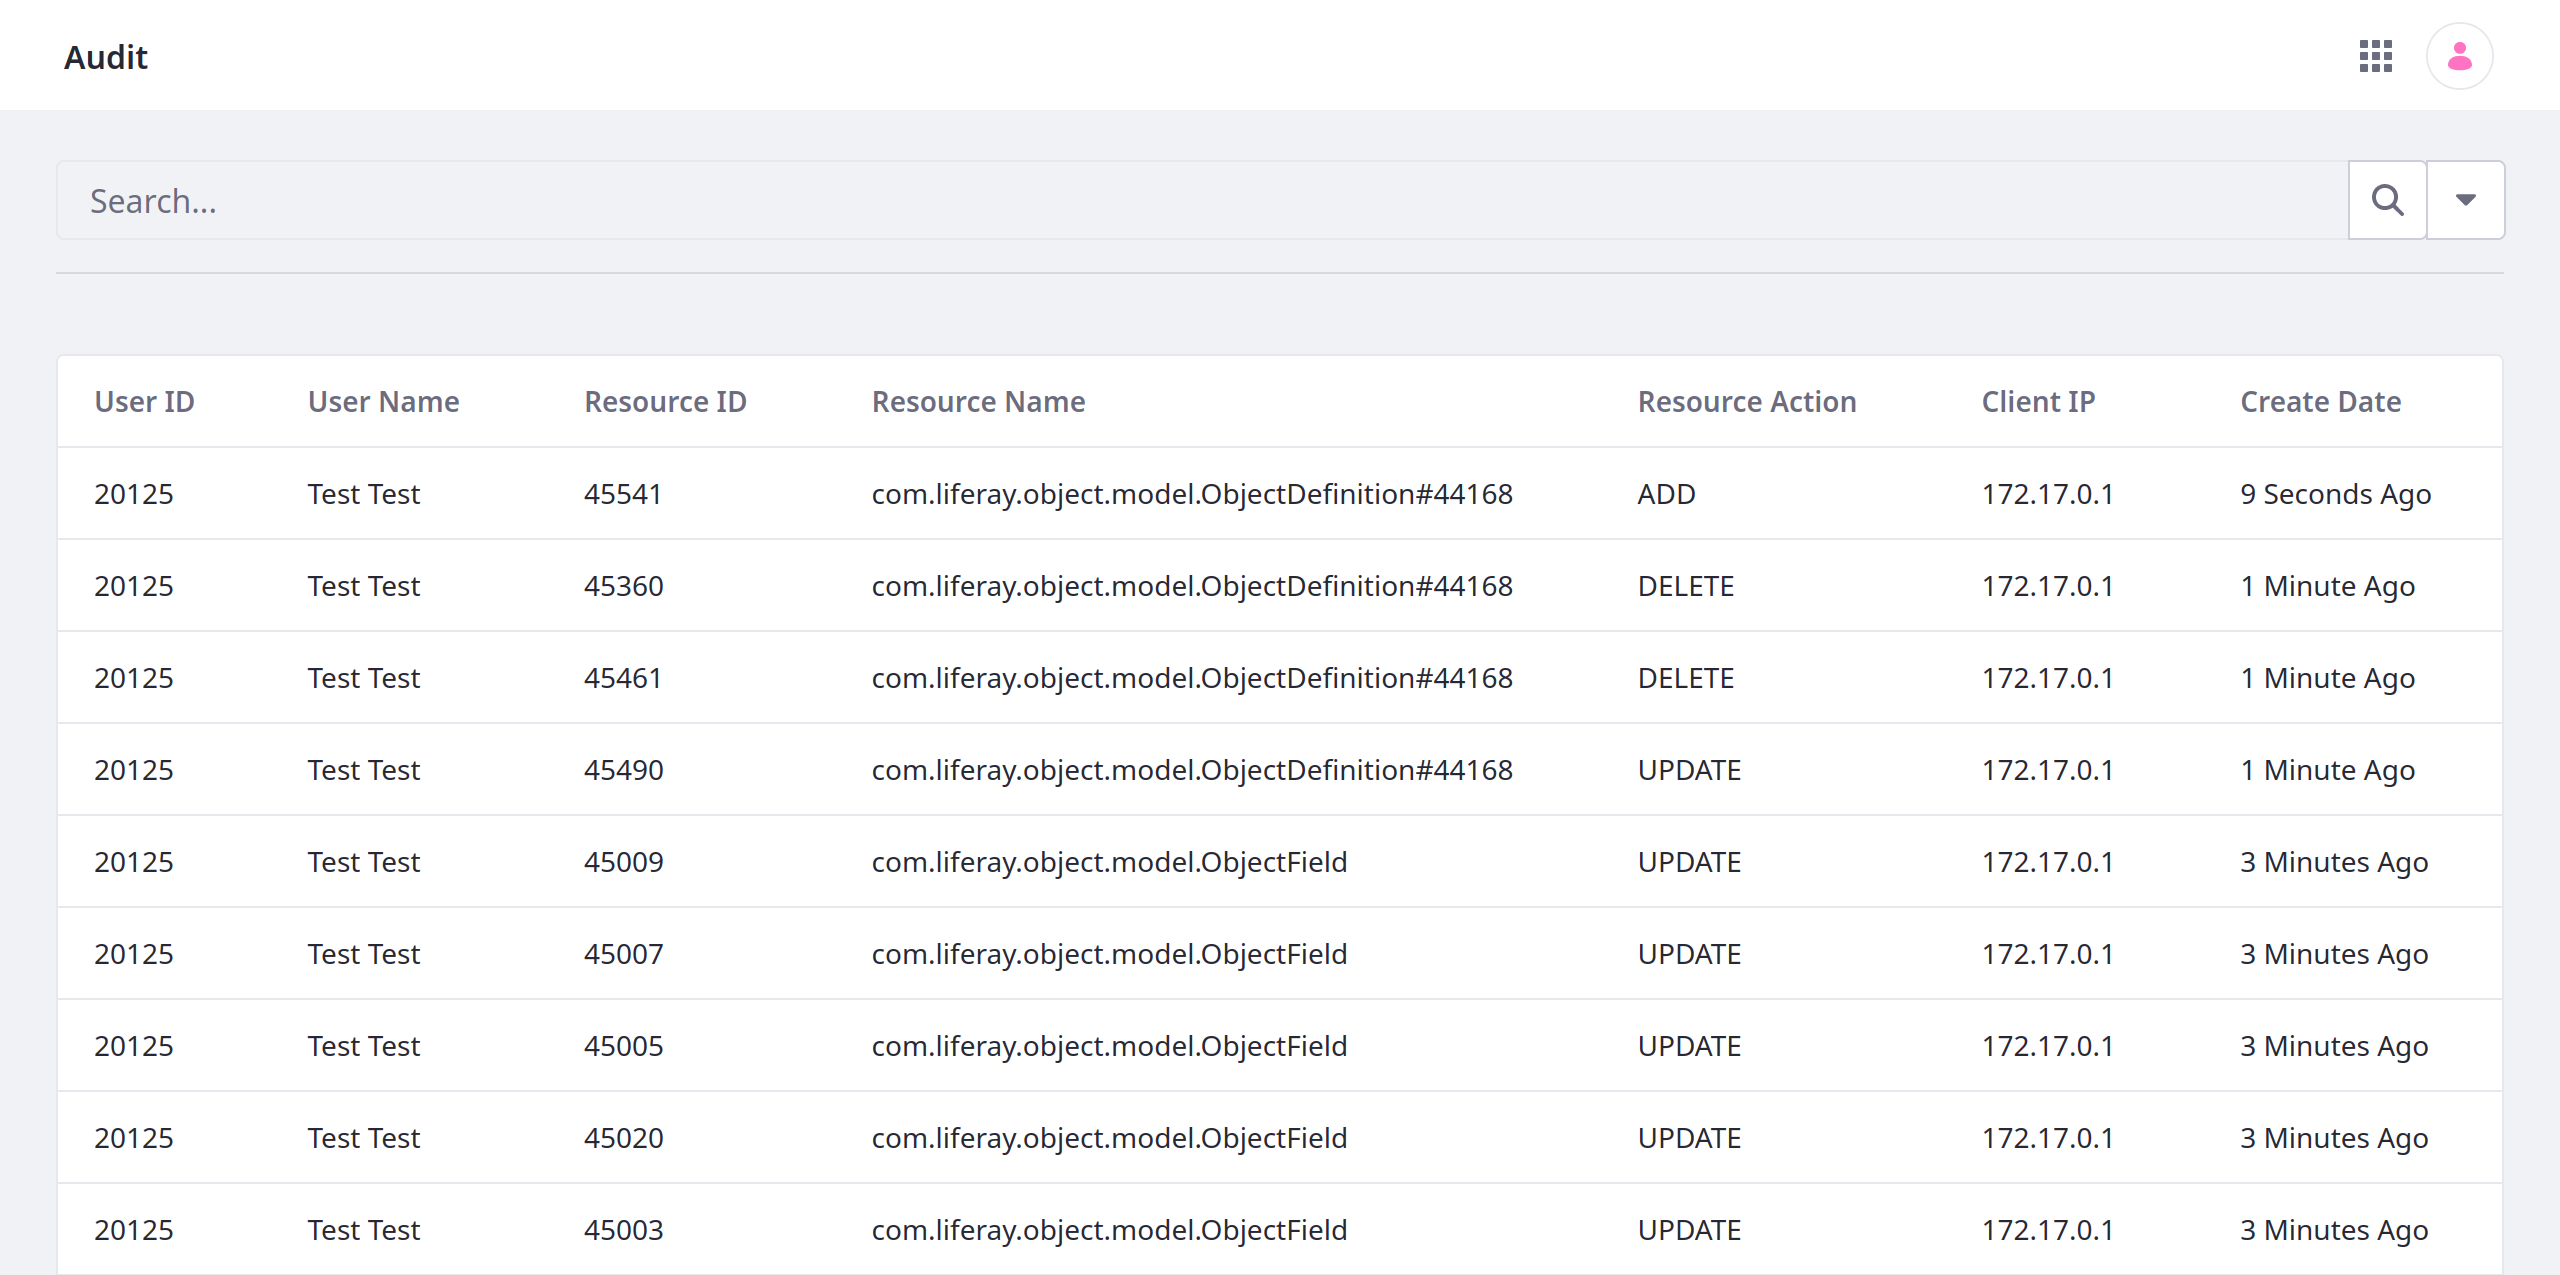 Audit
Search...
User ID User Name Resource ID Resource Name Resource Action Client IP Create Date
20125 Test Test 45541 com.liferay.object.model.ObjectDefinition#44168 ADD 172.17.0.1 9 Seconds Ago
20125 Test Test 45360 com.liferay.object.model.ObjectDefinition#44168 DELETE 172.17.0.1 1 Minute Ago
20125 Test Test 45461 com.liferay.object.model.ObjectDefinition#44168 DELETE 172.17.0.1 1 Minute Ago
20125 Test Test 45490 com.liferay.object.model.ObjectDefinition#44168 UPDATE 172.17.0.1 1 Minute Ago
20125 Test Test 45009 com.liferay.object.model.ObjectField UPDATE 172.17.0.1 3 Minutes Ago
20125 Test Test 45007 com.liferay.object.model.ObjectField UPDATE 172.17.0.1 3 Minutes Ago
20125 Test Test 45005 com.liferay.object.model.ObjectField UPDATE 172.17.0.1 3 Minutes Ago
20125 Test Test 45020 com.liferay.object.model.ObjectField UPDATE 172.17.0.1 3 Minutes Ago
20125 Test Test 45003 com.liferay.object.model.ObjectField UPDATE 172.17.0.1 3 Minutes Ago